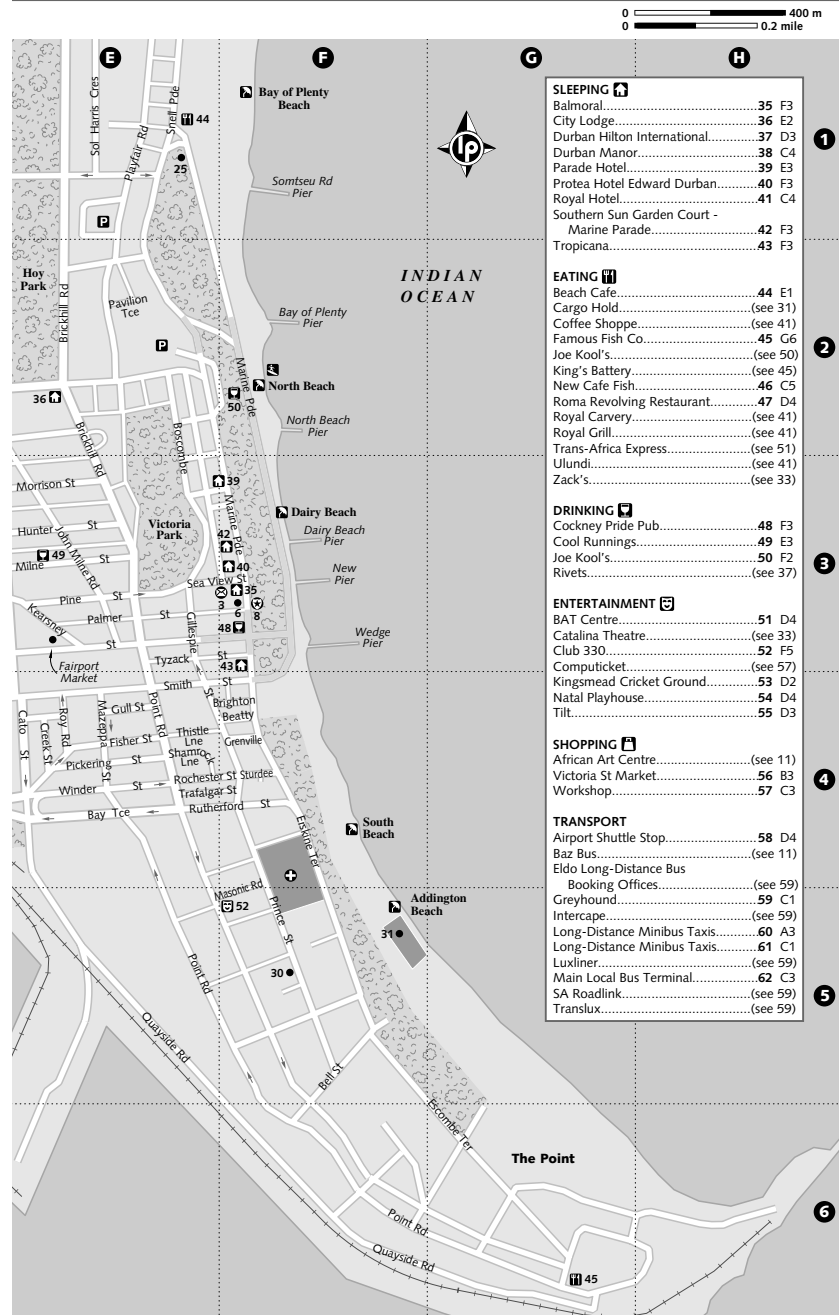 0 400 m
0 0.2 mile
E F G H
1
2
3
4
5
6
lp
Sol Harris Cres
Playfair Rd
Snell Pde
44
25
Bay of Plenty
Beach
Somtseu Rd
Pier
P
Hoy
Park
Brickhill Rd
Pavilion
Tce
INDIAN
OCEAN
Bay of Plenty
Pier
P
Marine Pde
North Beach
36
50
North Beach
Pier
Brickhill Rd
Boscombe
39
Morrison St
Victoria
Park
Marine Pde
Dairy Beach
Hunter St
John Milne Rd
42
Dairy Beach
Pier
49
Milne St
40
Sea View St
New
Pier
35
3 6 8
Pine St
Kearsney
Palmer St
Gillespie St
48
Wedge
Pier
Fairport
Market
Tyzack St
43
Smith St
Cato St
Roy Rd
Creek St
Mazeppa St
Gull St
Point Rd
Brighton
Beatty
Fisher St
Thistle
Lne
Grenville
Pickering St
Shamrock
Lne
Winder St
Rochester St
Sturdee
Trafalgar St
Bay Tce
Rutherford St
Erskine Ter
South
Beach
Masonic Rd
52
Prince St
Addington
Beach
31
30
Point Rd
Quayside Rd
Bell St
Escombe Ter
The Point
Point Rd
Quayside Rd
45
SLEEPING
Balmoral 35 F3
City Lodge 36 E2
Durban Hilton International 37 D3
Durban Manor 38 C4
Parade Hotel 39 E3
Protea Hotel Edward Durban 40 F3
Royal Hotel 41 C4
Southern Sun Garden Court -
Marine Parade 42 F3
Tropicana 43 F3
EATING
Beach Cafe 44 E1
Cargo Hold (see 31)
Coffee Shoppe (see 41)
Famous Fish Co 45 G6
Joe Kool's (see 50)
King's Battery (see 45)
New Cafe Fish 46 C5
Roma Revolving Restaurant 47 D4
Royal Carvery (see 41)
Royal Grill (see 41)
Trans-Africa Express (see 51)
Ulundi (see 41)
Zack's (see 33)
DRINKING
Cockney Pride Pub 48 F3
Cool Runnings 49 E3
Joe Kool's 50 F2
Rivets (see 37)
ENTERTAINMENT
BAT Centre 51 D4
Catalina Theatre (see 33)
Club 330 52 F5
Computicket (see 57)
Kingsmead Cricket Ground 53 D2
Natal Playhouse 54 D4
Tilt 55 D3
SHOPPING
African Art Centre (see 11)
Victoria St Market 56 B3
Workshop 57 C3
TRANSPORT
Airport Shuttle Stop 58 D4
Baz Bus (see 11)
Eldo Long-Distance Bus
Booking Offices (see 59)
Greyhound 59 C1
Intercape (see 59)
Long-Distance Minibus Taxis 60 A3
Long-Distance Minibus Taxis 61 C1
Luxliner (see 59)
Main Local Bus Terminal 62 C3
SA Roadlink (see 59)
Translux (see 59)